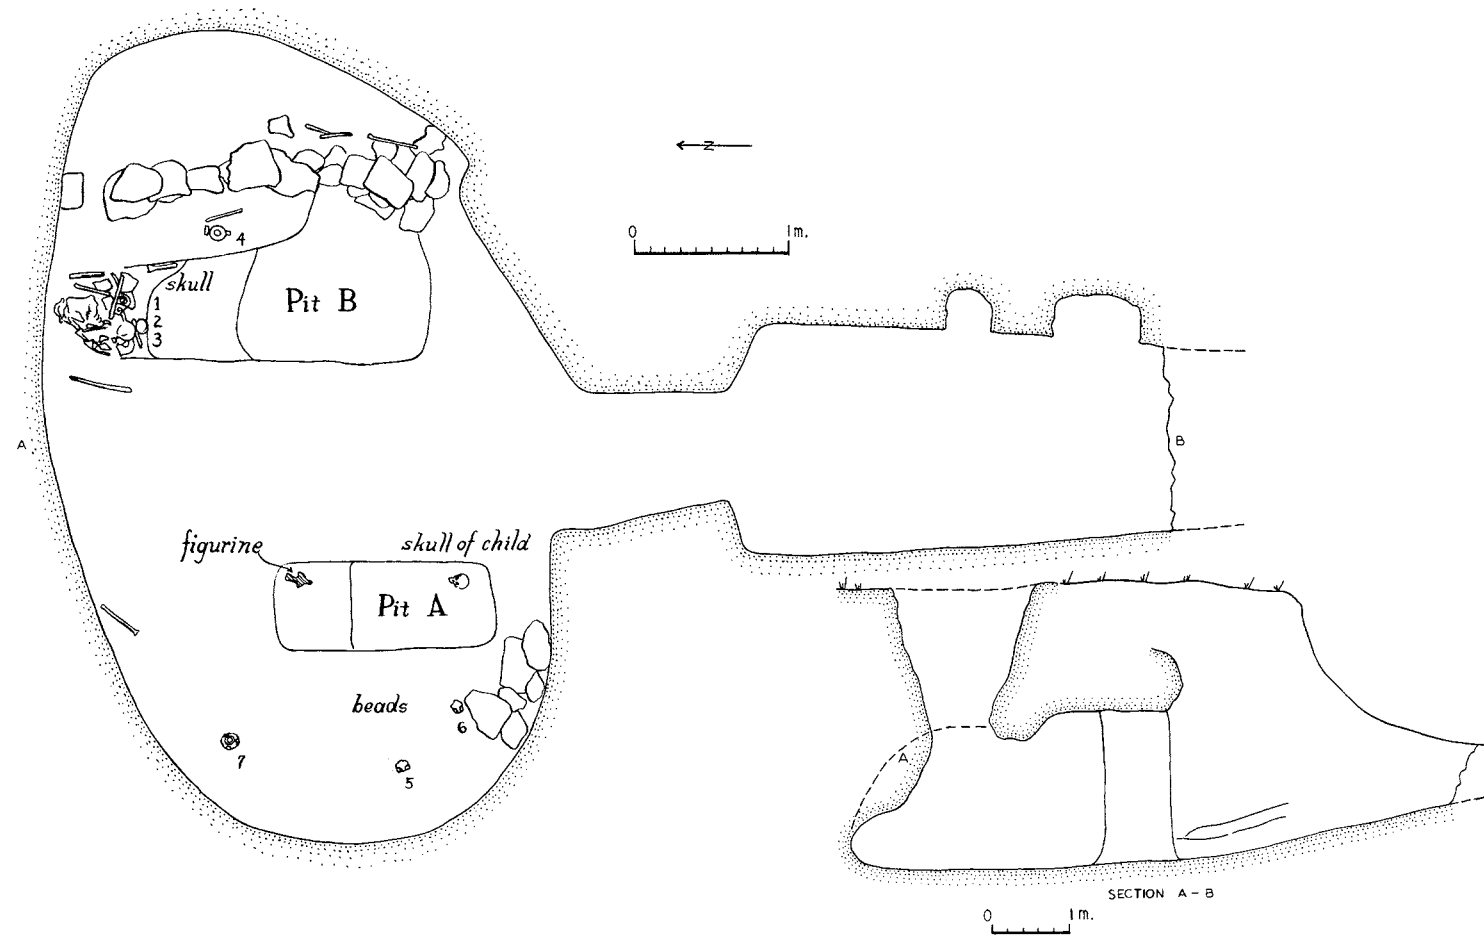 N
0 1m.
4
skull
1
2
3
Pit B
A
B
figurine
skull of child
Pit A
beads
6
7
5
A
SECTION A-B
0 1m.